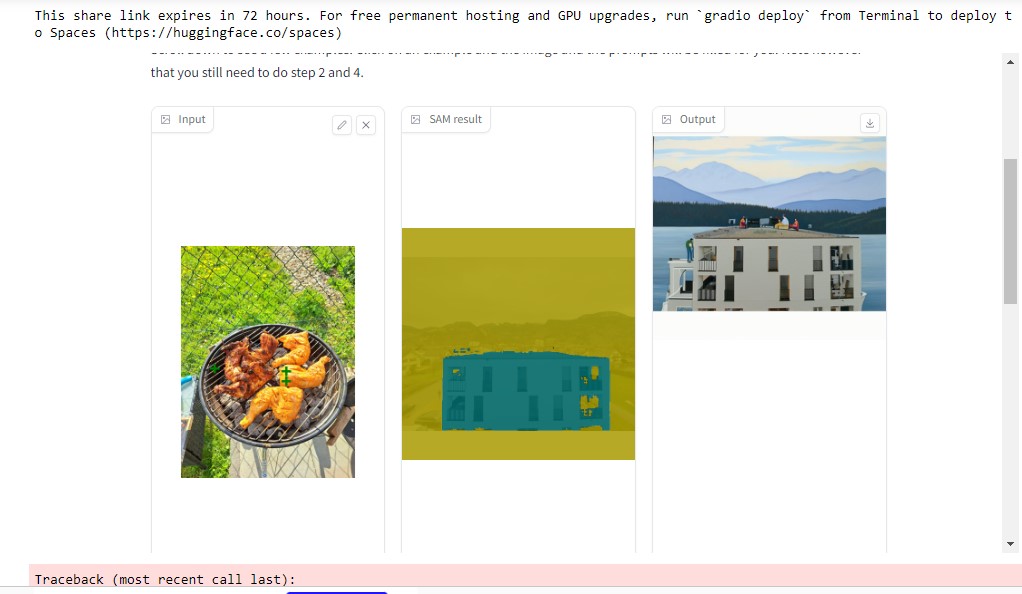 This share link expires in 72 hours. For free permanent hosting and GPU upgrades, run `gradio deploy` from Terminal to deploy t
o Spaces (https://huggingface.co/spaces)
that you still need to do step 2 and 4.
Input
SAM result
Output
Traceback (most recent call last):